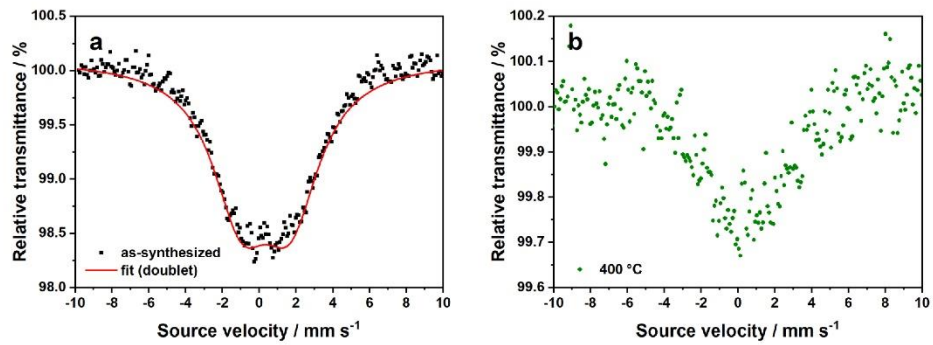 a
100.5
100.0
99.5
99.0
98.5
98.0
Relative transmittance / %
as-synthesized
fit (doublet)
-10 -8 -6 -4 -2 0 2 4 6 8 10
Source velocity / mm s⁻¹
b
100.2
100.1
100.0
99.9
99.8
99.7
99.6
Relative transmittance / %
400 °C
-10 -8 -6 -4 -2 0 2 4 6 8 10
Source velocity / mm s⁻¹